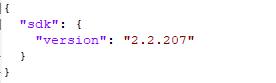 {
  "sdk": {
    "version": "2.2.207"
  }
}